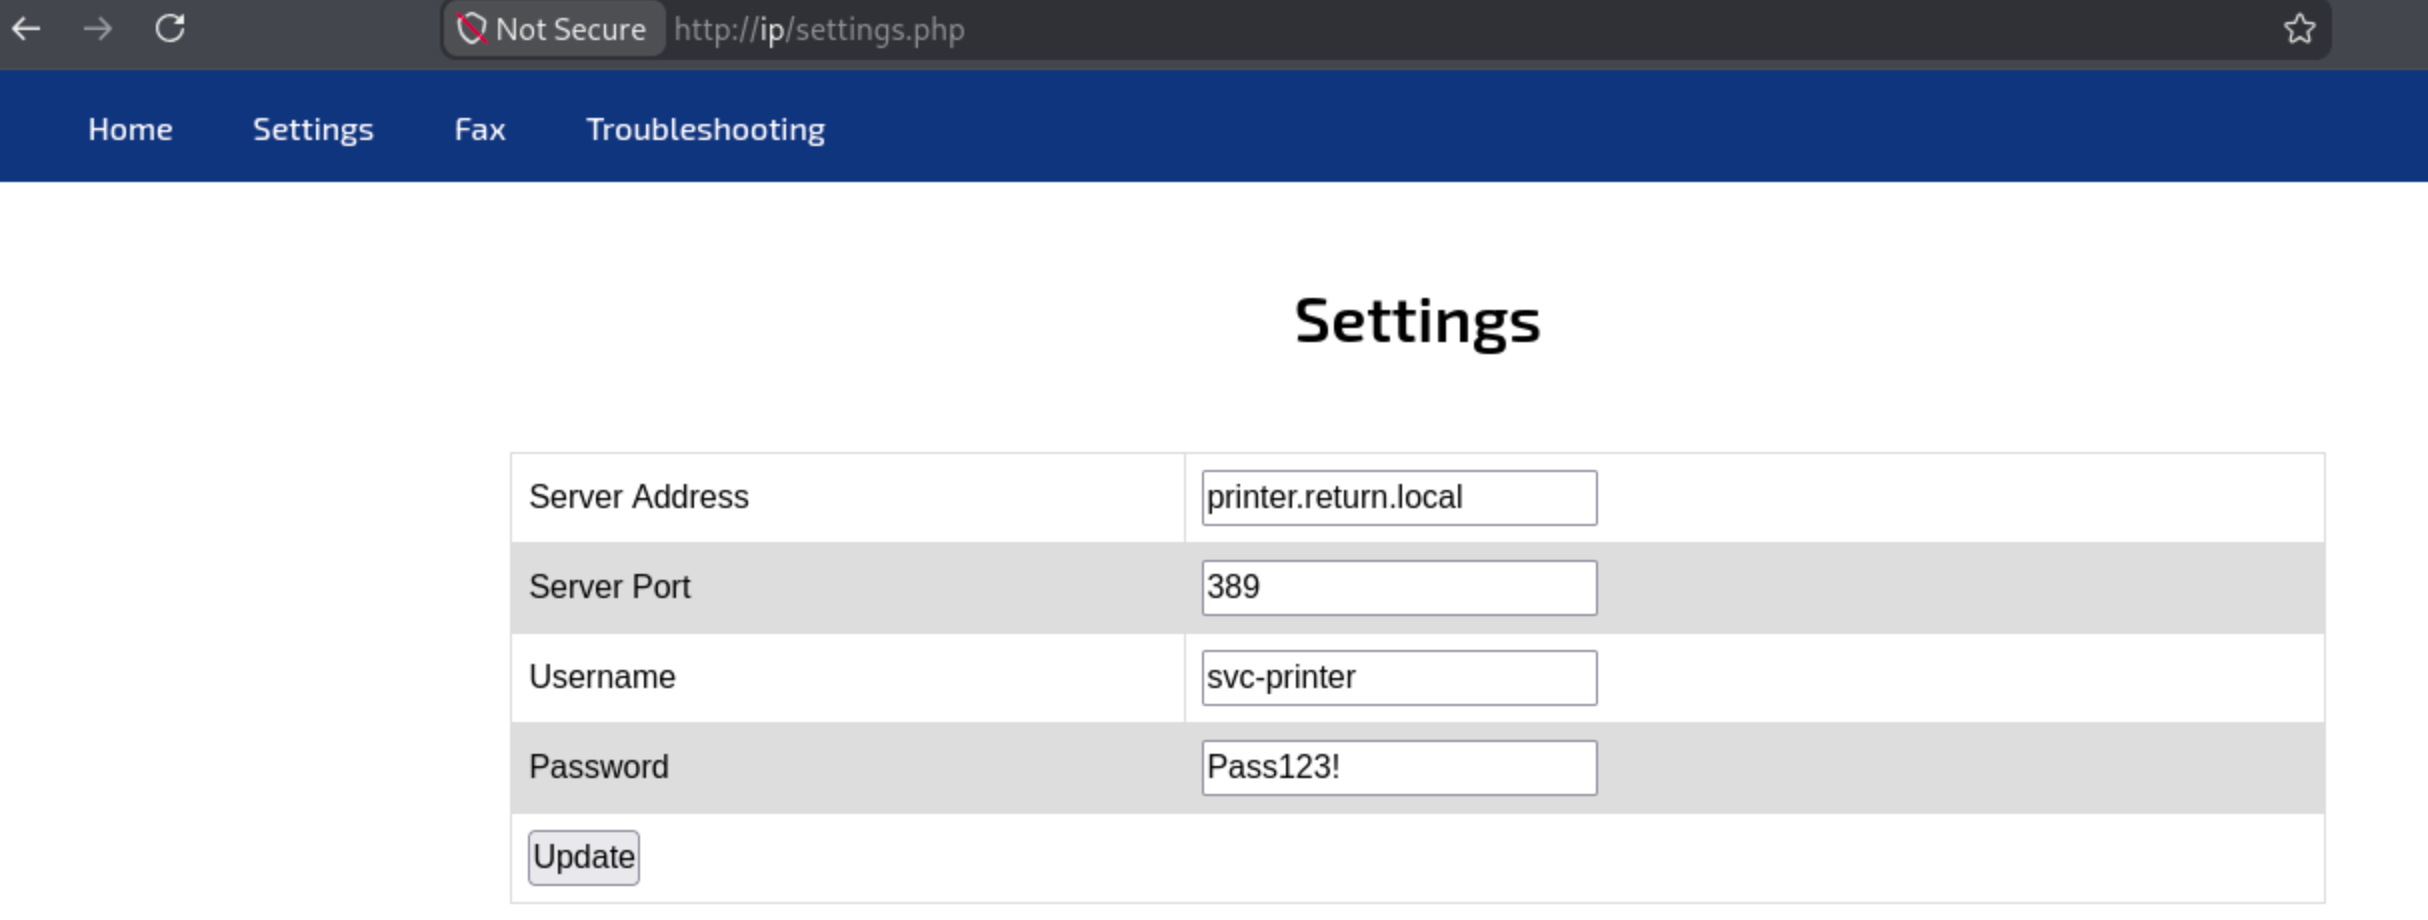 Not Secure http://ip/settings.php
Home Settings Fax Troubleshooting
Settings
Server Address printer.return.local
Server Port 389
Username svc-printer
Password Pass123!
Update